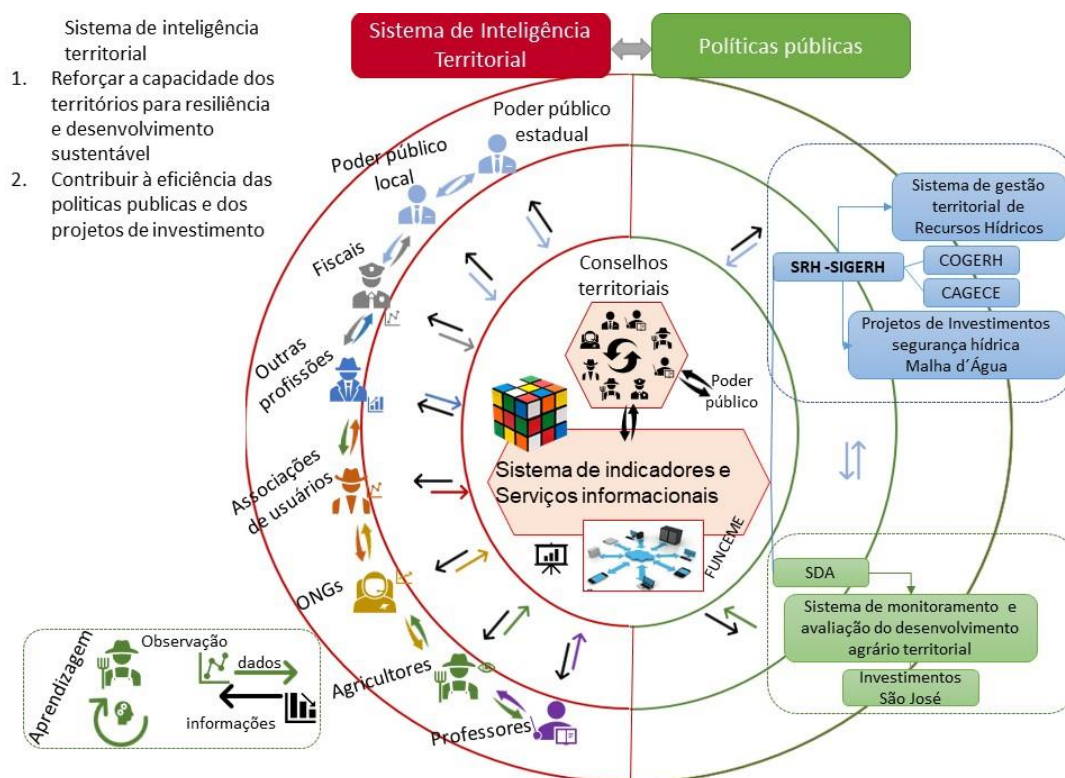 Sistema de inteligência
territorial
1. Reforçar a capacidade dos
territórios para resiliência
e desenvolvimento
sustentável
2. Contribuir à eficiência das
politicas publicas e dos
projetos de investimento
Sistema de Inteligência
Territorial
Políticas públicas
Poder público
estadual
Poder público
local
Fiscais
Outras
profissões
Associações
de usuários
ONGs
Agricultores
Professores
Conselhos
territoriais
Poder
público
Sistema de indicadores e
Serviços informacionais
FUNCEME
Sistema de gestão
territorial de
Recursos Hídricos
SRH -SIGERH
COGERH
CAGECE
Projetos de Investimentos
segurança hídrica
Malha d´Água
SDA
Sistema de monitoramento e
avaliação do desenvolvimento
agrário territorial
Investimentos
São José
Aprendizagem
Observação
dados
informações